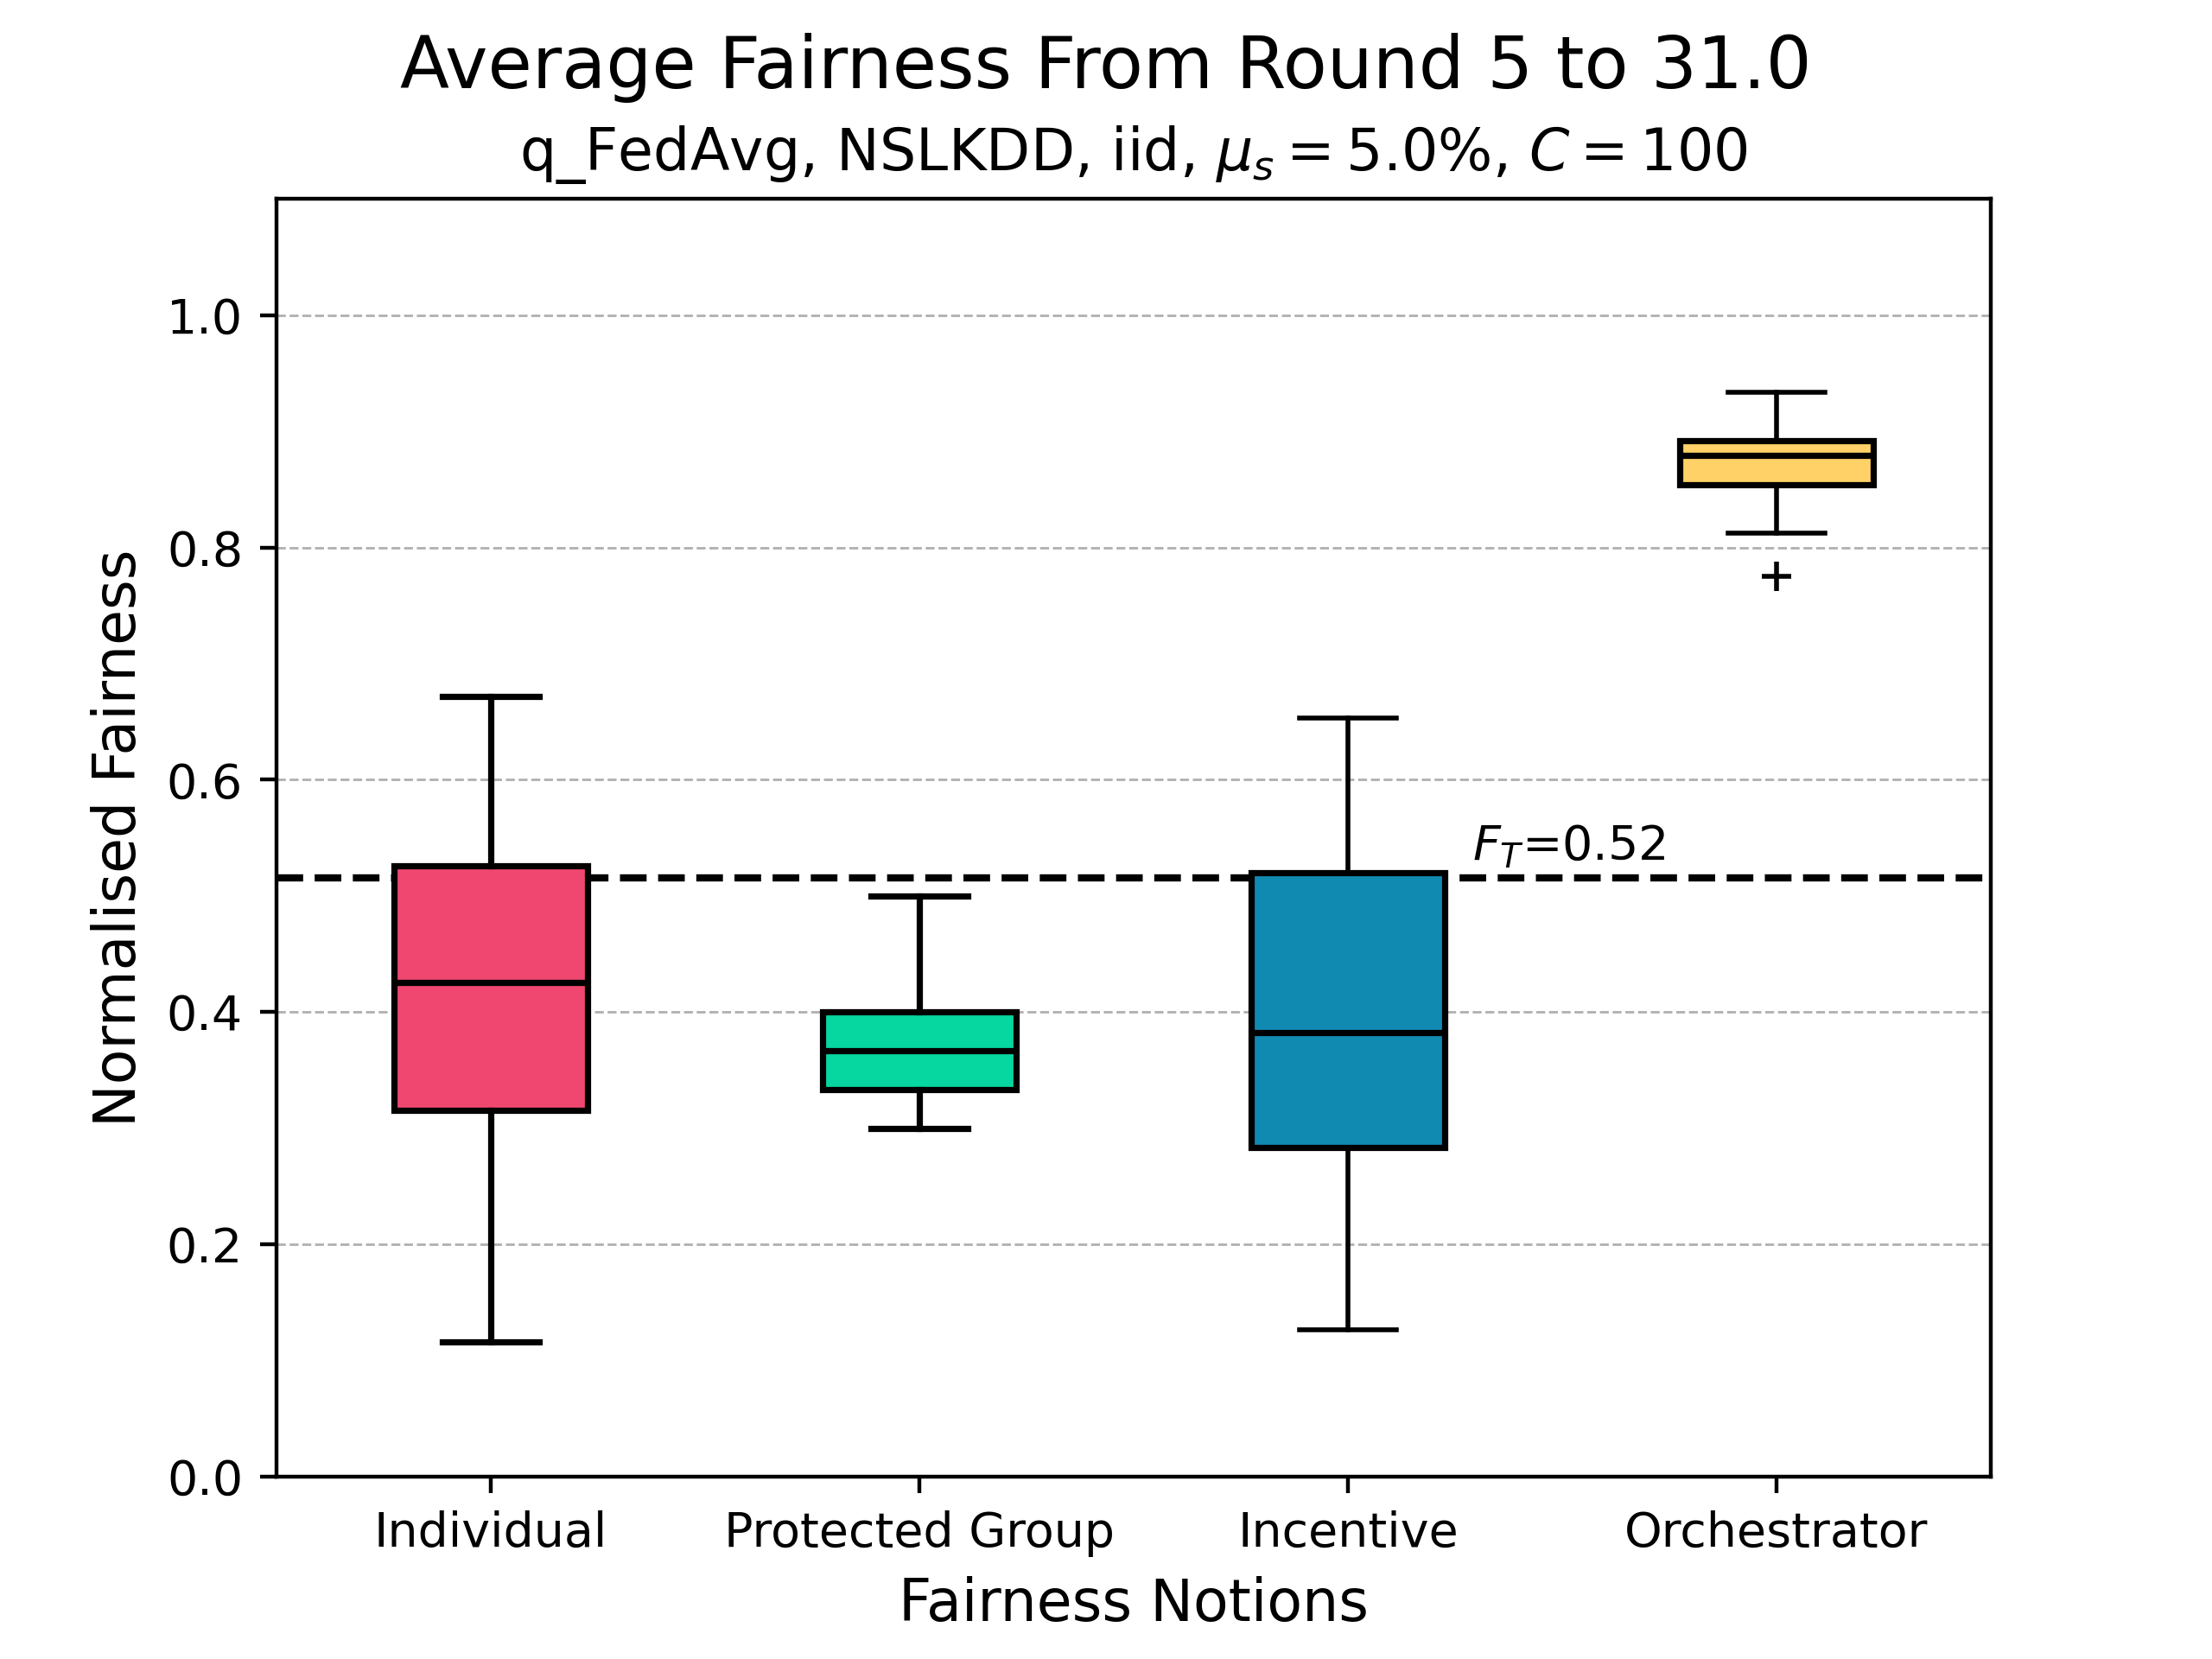 Average Fairness From Round 5 to 31.0
q_FedAvg, NSLKDD, iid, μₛ = 5.0%, C = 100
Normalised Fairness
1.0
0.8
0.6
0.4
0.2
0.0
F_T=0.52
Individual Protected Group Incentive Orchestrator
Fairness Notions